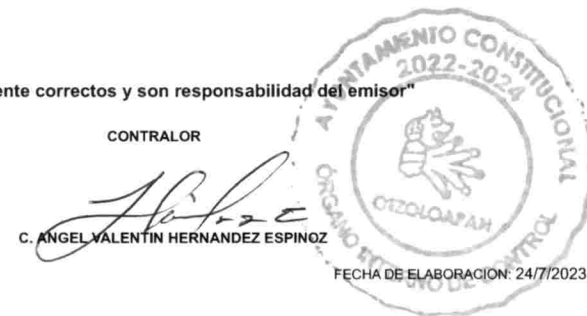 ente correctos y son responsabilidad del emisor"
AYUNTAMIENTO CONSTITUCIONAL
2022-2024
CONTRALOR
OTZOLOAPAN
C. ANGEL VALENTIN HERNANDEZ ESPINOZ
ÓRGANO INTERNO DE CONTROL
FECHA DE ELABORACION: 24/7/2023